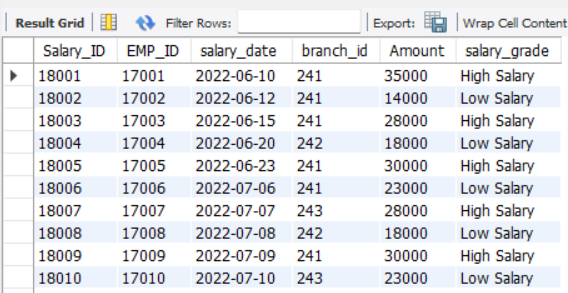 Result Grid Filter Rows: Export: Wrap Cell Content
Salary_ID EMP_ID salary_date branch_id Amount salary_grade
18001 17001 2022-06-10 241 35000 High Salary
18002 17002 2022-06-12 241 14000 Low Salary
18003 17003 2022-06-15 241 28000 High Salary
18004 17004 2022-06-20 242 18000 Low Salary
18005 17005 2022-06-23 241 30000 High Salary
18006 17006 2022-07-06 241 23000 Low Salary
18007 17007 2022-07-07 243 28000 High Salary
18008 17008 2022-07-08 242 18000 Low Salary
18009 17009 2022-07-09 241 30000 High Salary
18010 17010 2022-07-10 243 23000 Low Salary